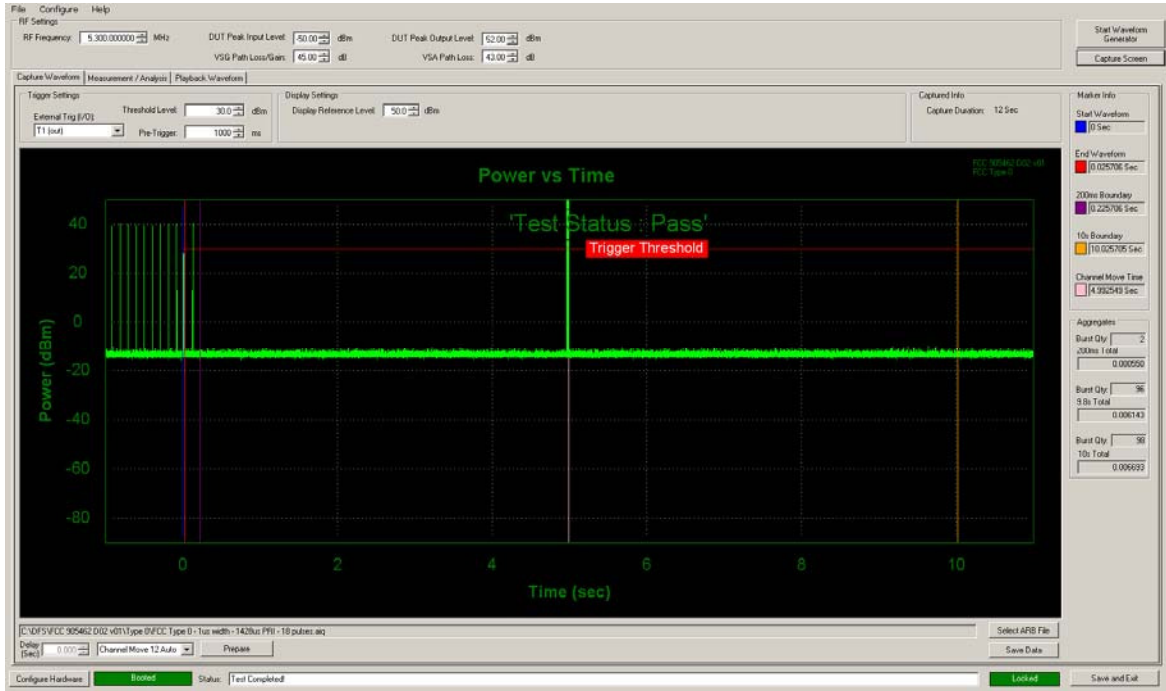 File Configure Help
RF Settings
RF Frequency: 5,300.000000 MHz
DUT Peak Input Level: -50.00 dBm
DUT Peak Output Level: 52.00 dBm
VSG Path Loss/Gain: 45.00 dB
VSA Path Loss: 43.00 dB
Start Waveform Generator
Capture Screen
Capture Waveform Measurement / Analysis Playback Waveform
Trigger Settings
External Trig (I/O):
T1 (out)
Threshold Level: 30.0 dBm
Pre-Trigger: 1000 ms
Display Settings
Display Reference Level: 50.0 dBm
Captured Info
Capture Duration: 12 Sec
Marker Info
Start Waveform
0 Sec
End Waveform
0.025706 Sec
200ms Boundary
0.225706 Sec
10s Boundary
10.025705 Sec
Channel Move Time
4.992549 Sec
Aggregates
Burst Qty: 2
200ms Total
0.000550
Burst Qty: 96
9.8s Total
0.006143
Burst Qty: 98
10s Total
0.006693
Power vs Time
FCC 905462 D02 v01
FCC Type 0
'Test Status : Pass'
Trigger Threshold
Power (dBm)
40
20
0
-20
-40
-60
-80
0 2 4 6 8 10
Time (sec)
C:\DFS\FCC 905462 D02 v01\Type 0\FCC Type 0 - 1us width - 1428us PRI - 18 pulses.aiq
Select ARB File
Delay (Sec): 0.000
Channel Move 12 Auto
Prepare
Save Data
Configure Hardware
Booted
Status: Test Completed!
Locked
Save and Exit